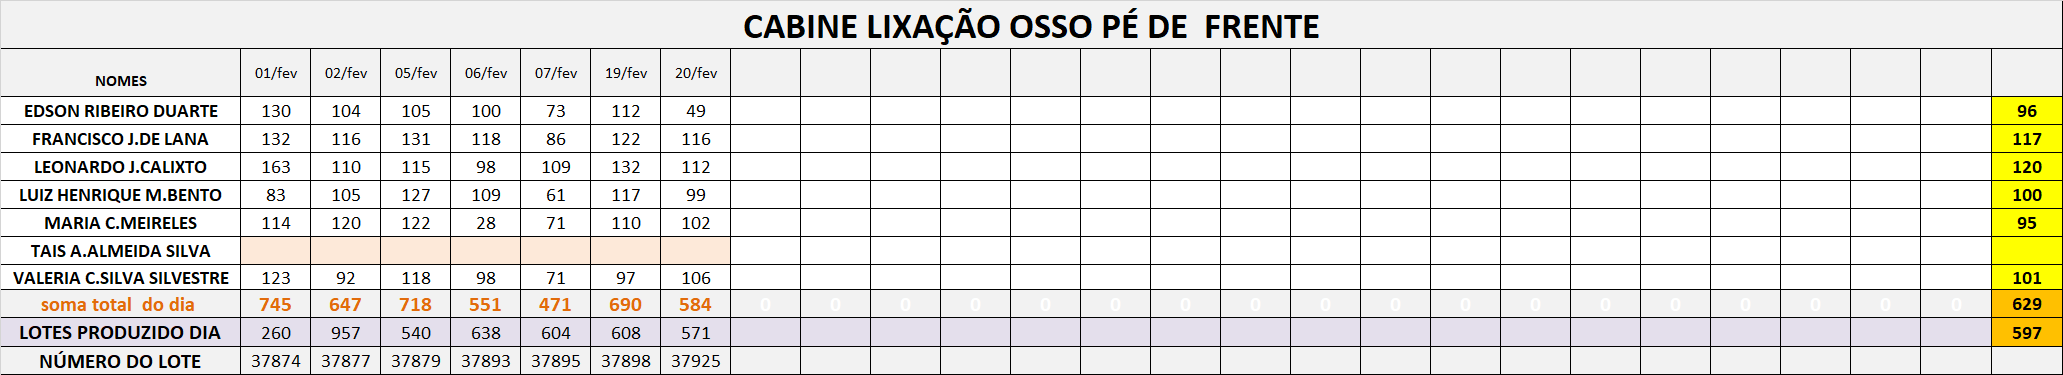 CABINE LIXAÇÃO OSSO PÉ DE  FRENTE
NOMES 01/fev 02/fev 05/fev 06/fev 07/fev 19/fev 20/fev
EDSON RIBEIRO DUARTE 130 104 105 100 73 112 49 96
FRANCISCO J.DE LANA 132 116 131 118 86 122 116 117
LEONARDO J.CALIXTO 163 110 115 98 109 132 112 120
LUIZ HENRIQUE M.BENTO 83 105 127 109 61 117 99 100
MARIA C.MEIRELES 114 120 122 28 71 110 102 95
TAIS A.ALMEIDA SILVA
VALERIA C.SILVA SILVESTRE 123 92 118 98 71 97 106 101
soma total  do dia 745 647 718 551 471 690 584 0 0 0 0 0 0 0 0 0 0 0 0 0 0 0 0 0 0 629
LOTES PRODUZIDO DIA 260 957 540 638 604 608 571 597
NÚMERO DO LOTE 37874 37877 37879 37893 37895 37898 37925